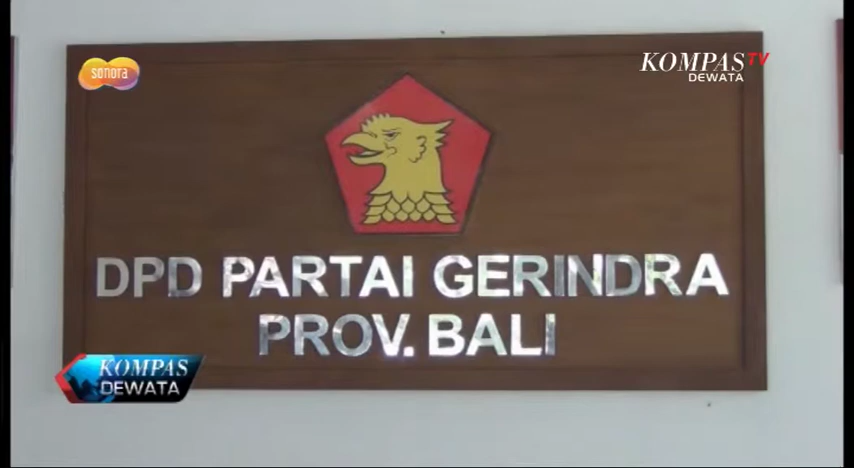 sonora
KOMPAS TV
DEWATA
DPD PARTAI GERINDRA
PROV. BALI
KOMPAS
DEWATA